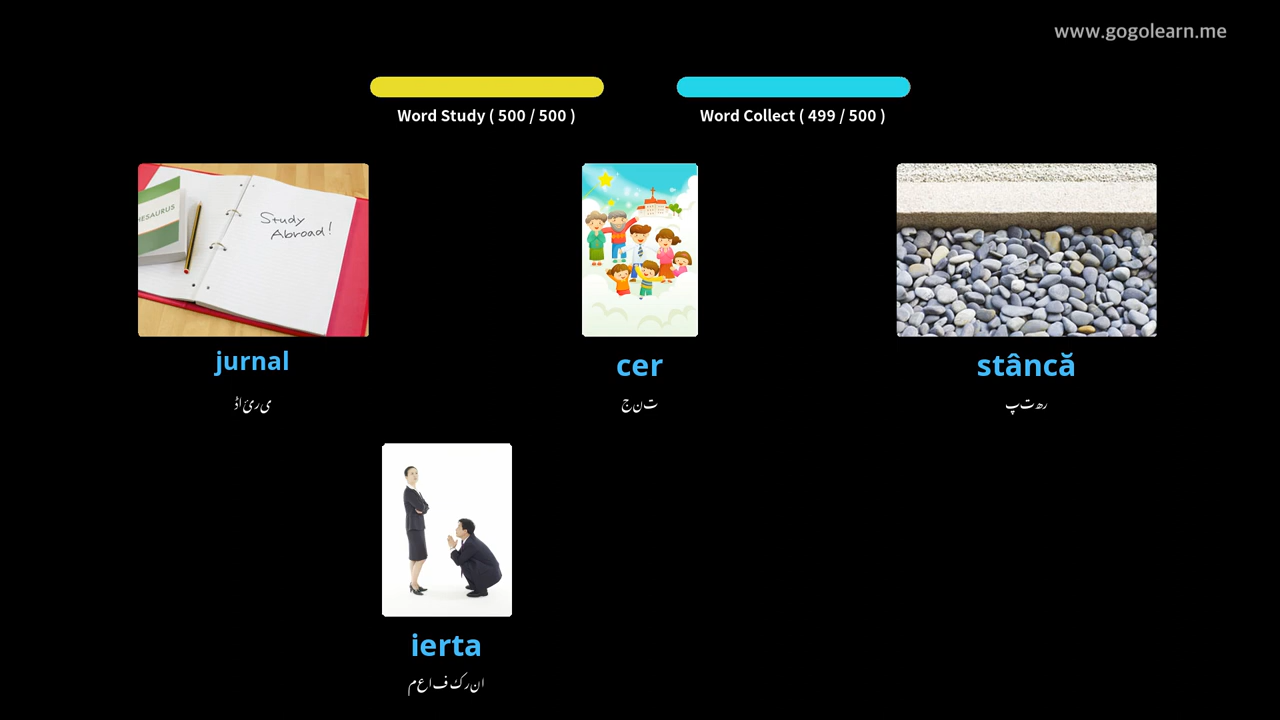 www.gogolearn.me
Word Study ( 500 / 500 )
Word Collect ( 499 / 500 )
HESAURUS
Study
Abroad!
jurnal
cer
stâncă
ڈائری
جنت
پتھر
ierta
معاف کرنا